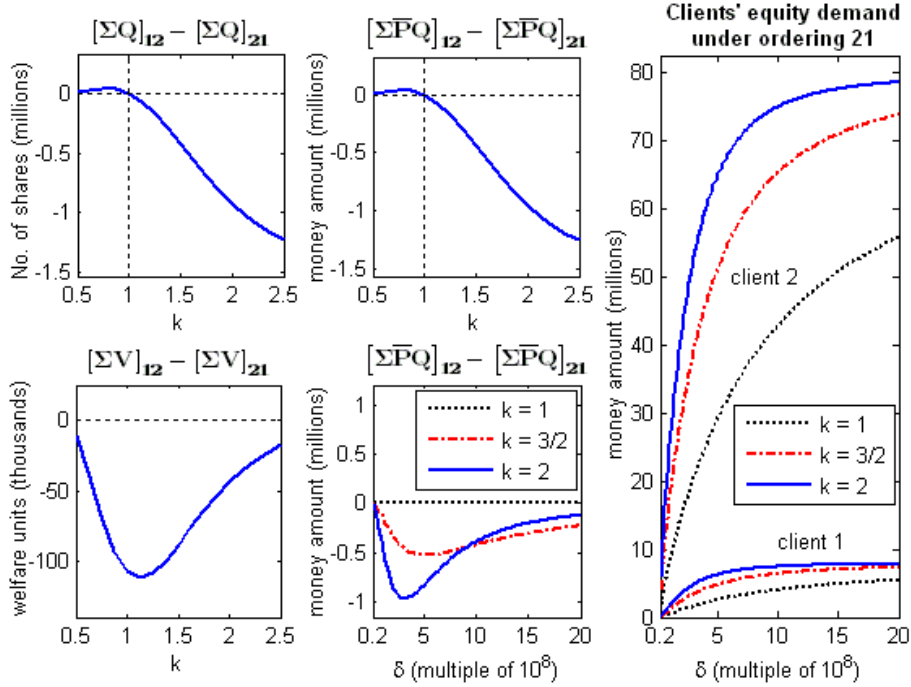 [ΣQ]₁₂ − [ΣQ]₂₁
No. of shares (millions)
0
-0.5
-1
-1.5
0.5 1 1.5 2 2.5
k
[ΣP̅Q]₁₂ − [ΣP̅Q]₂₁
money amount (millions)
0
-0.5
-1
-1.5
0.5 1 1.5 2 2.5
k
[ΣV]₁₂ − [ΣV]₂₁
welfare units (thousands)
0
-50
-100
0.5 1 1.5 2 2.5
k
[ΣP̅Q]₁₂ − [ΣP̅Q]₂₁
money amount (millions)
1
0.5
0
-0.5
-1
k = 1
k = 3/2
k = 2
0.2 5 10 15 20
δ (multiple of 10⁸)
Clients' equity demand
under ordering 21
money amount (millions)
80
70
60
50
40
30
20
10
0
client 2
k = 1
k = 3/2
k = 2
client 1
0.2 5 10 15 20
δ (multiple of 10⁸)